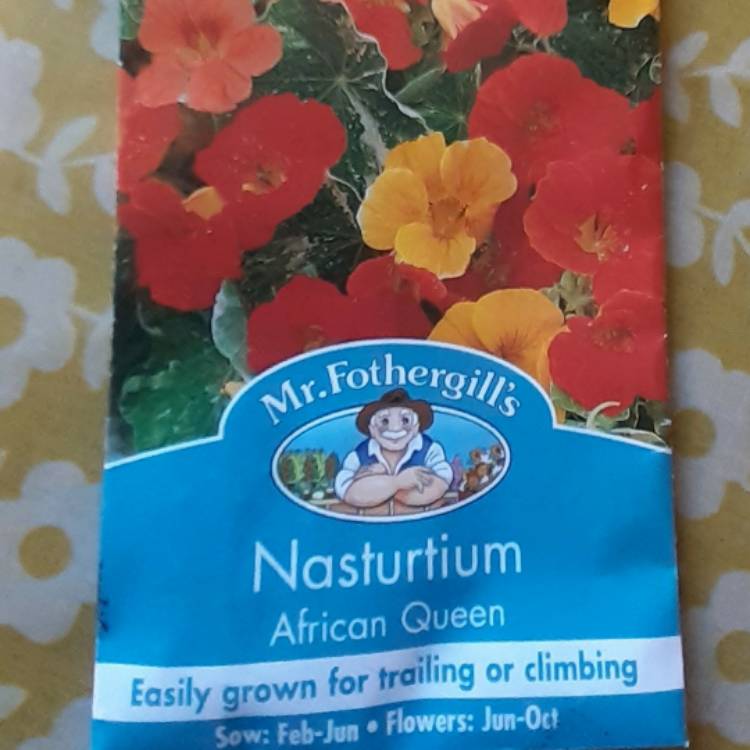 Mr. Fothergill's
Nasturtium
African Queen
Easily grown for trailing or climbing
Sow: Feb-Jun • Flowers: Jun-Oct